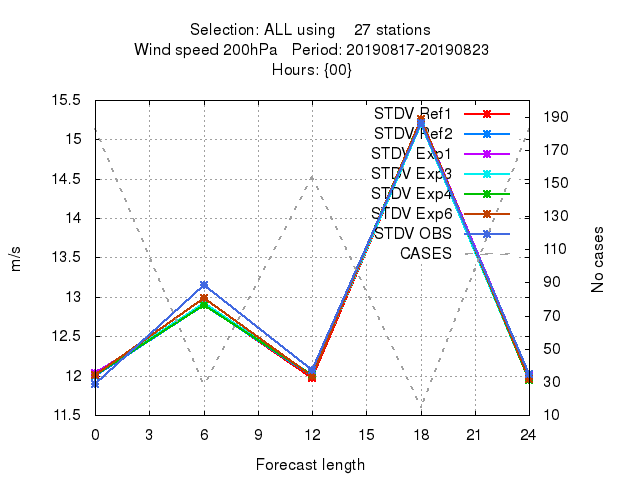 Selection: ALL using 27 stations
Wind speed 200hPa Period: 20190817-20190823
Hours: {00}
15.5
15
14.5
14
13.5
13
12.5
12
11.5
m/s
STDV Ref1
STDV Ref2
STDV Exp1
STDV Exp3
STDV Exp4
STDV Exp6
STDV OBS
CASES
190
170
150
130
110
90
70
50
30
10
No cases
0 3 6 9 12 15 18 21 24
Forecast length